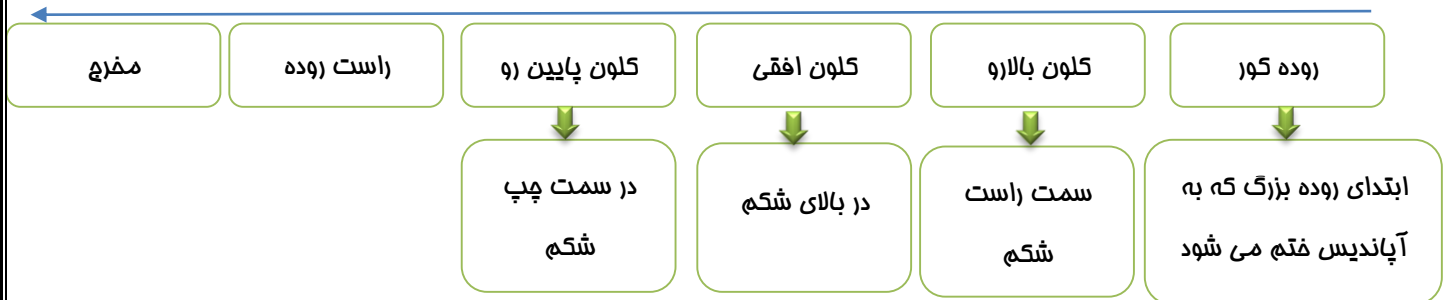 روده کور
کلون بالارو
کلون افقی
کلون پایین رو
راست روده
مخرج
ابتدای روده بزرگ که به
آپاندیس ختم می شود
سمت راست
شکم
در بالای شکم
در سمت چپ
شکم